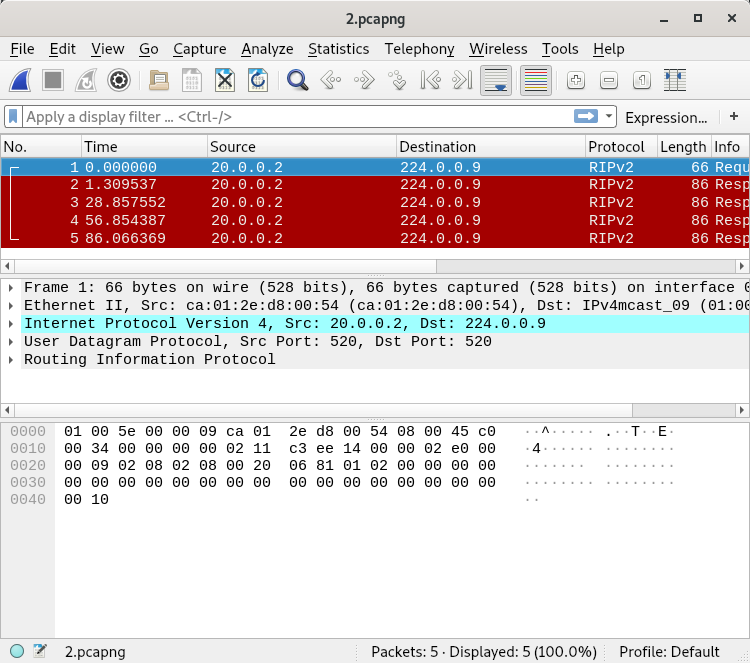 2.pcapng
File Edit View Go Capture Analyze Statistics Telephony Wireless Tools Help
Apply a display filter ... <Ctrl-/> Expression... +
No. Time Source Destination Protocol Length Info
1 0.000000 20.0.0.2 224.0.0.9 RIPv2 66 Requ
2 1.309537 20.0.0.2 224.0.0.9 RIPv2 86 Resp
3 28.857552 20.0.0.2 224.0.0.9 RIPv2 86 Resp
4 56.854387 20.0.0.2 224.0.0.9 RIPv2 86 Resp
5 86.066369 20.0.0.2 224.0.0.9 RIPv2 86 Resp
Frame 1: 66 bytes on wire (528 bits), 66 bytes captured (528 bits) on interface 0
Ethernet II, Src: ca:01:2e:d8:00:54 (ca:01:2e:d8:00:54), Dst: IPv4mcast_09 (01:00
Internet Protocol Version 4, Src: 20.0.0.2, Dst: 224.0.0.9
User Datagram Protocol, Src Port: 520, Dst Port: 520
Routing Information Protocol
0000 01 00 5e 00 00 09 ca 01 2e d8 00 54 08 00 45 c0 ··^····· .··T··E·
0010 00 34 00 00 00 00 02 11 c3 ee 14 00 00 02 e0 00 ·4······ ········
0020 00 09 02 08 02 08 00 20 06 81 01 02 00 00 00 00 ······· ········
0030 00 00 00 00 00 00 00 00 00 00 00 00 00 00 00 00 ········ ········
0040 00 10 ··
2.pcapng Packets: 5 · Displayed: 5 (100.0%) Profile: Default